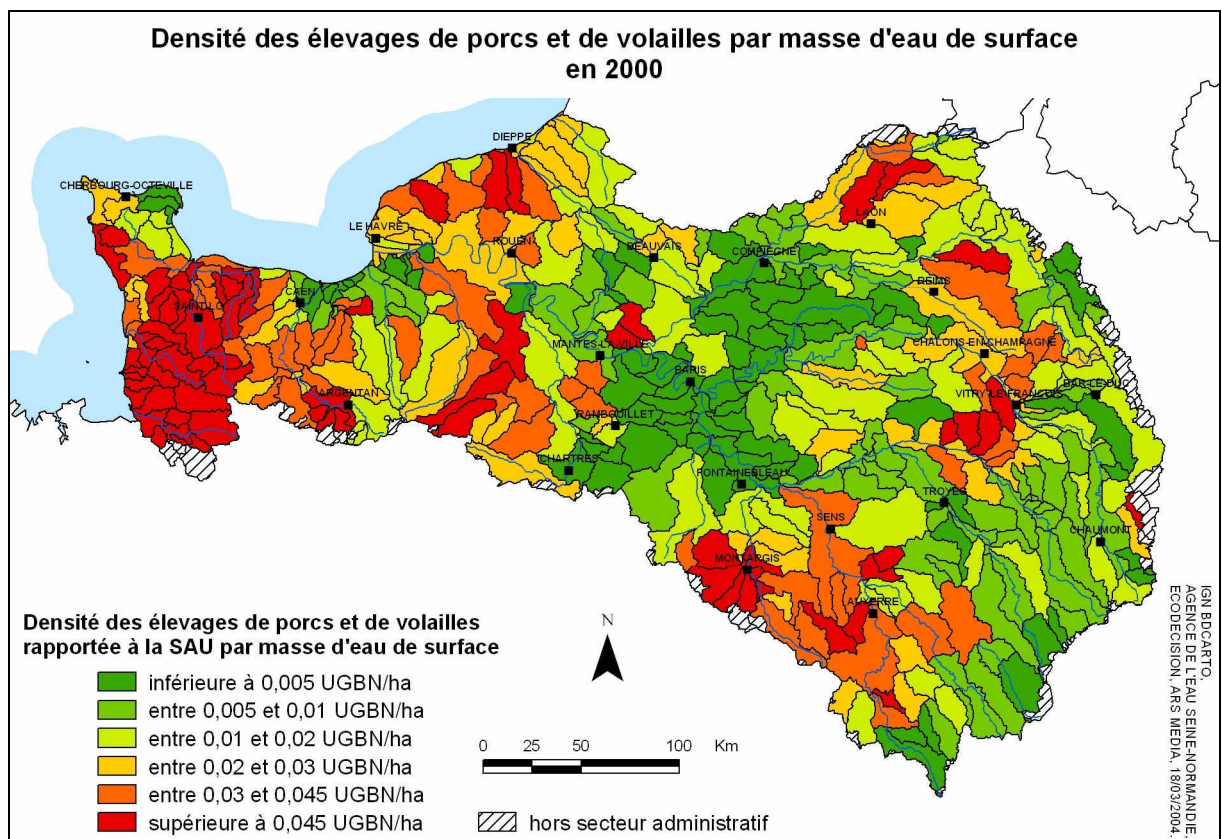 Densité des élevages de porcs et de volailles par masse d'eau de surface
en 2000
DIEPPE
CHERBOURG-OCTEVILLE
LAON
LE HAVRE
ROUEN
BEAUVAIS
COMPIEGNE
REIMS
CAEN
SAINT-LO
CHALONS-EN-CHAMPAGNE
MANTES-LA-VILLE
PARIS
BAR-LE-DUC
VITRY-LE-FRANCOIS
ARGENTAN
RAMBOUILLET
CHARTRES
FONTAINEBLEAU
TROYES
SENS
CHAUMONT
MONTARGIS
AUXERRE
Densité des élevages de porcs et de volailles
rapportée à la SAU par masse d'eau de surface
inférieure à 0,005 UGBN/ha
entre 0,005 et 0,01 UGBN/ha
entre 0,01 et 0,02 UGBN/ha
entre 0,02 et 0,03 UGBN/ha
entre 0,03 et 0,045 UGBN/ha
supérieure à 0,045 UGBN/ha
N
0 25 50 100 Km
hors secteur administratif
IGN BDCARTO,
AGENCE DE L'EAU SEINE-NORMANDIE,
ECODECISION, ARS MEDIA, 18/03/2004.